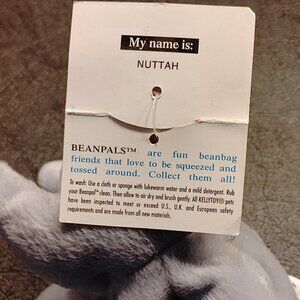 My name is:
NUTTAH
BEANPALS™ are fun beanbag
friends that love to be squeezed and
tossed around. Collect them all!
To wash: Use a cloth or sponge with lukewarm water and a mild detergent. Rub
your Beanpal clean. Then allow to air dry and brush gently. All KELLYTOY® pets
have been inspected to meet or exceed U.S., U.K. and European safety
requirements and are made from all new materials.